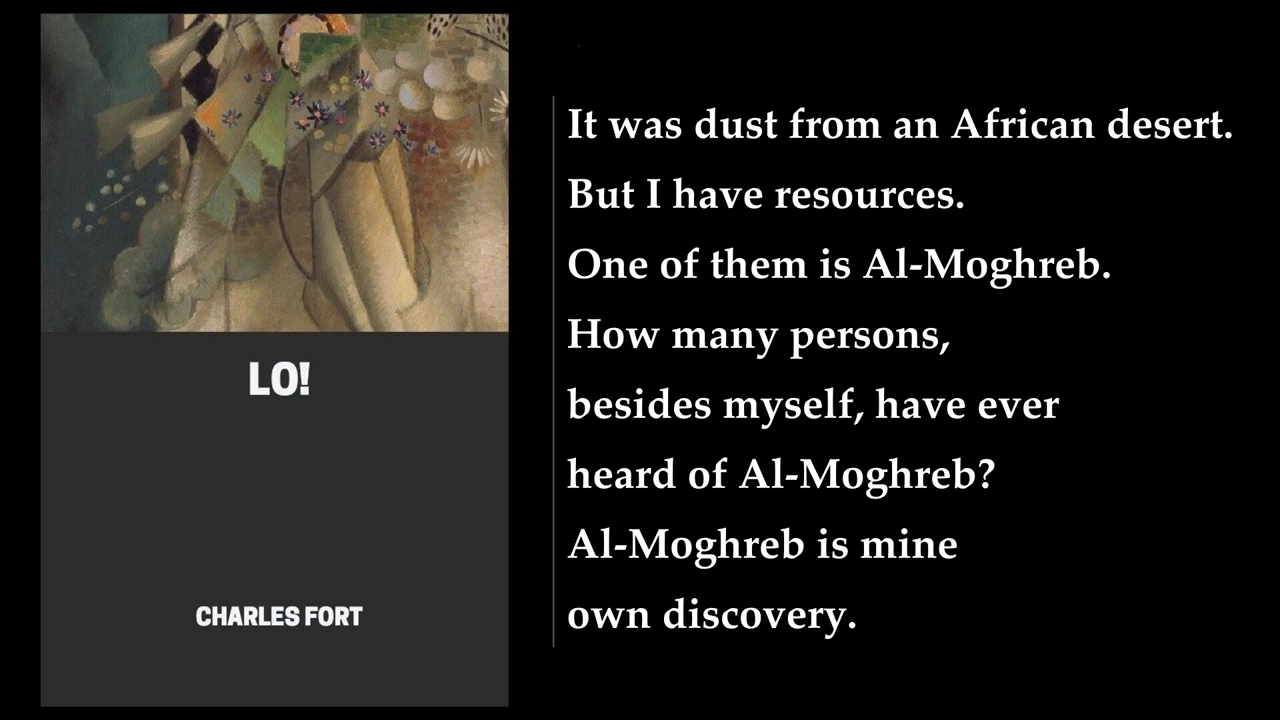 LO!
CHARLES FORT
It was dust from an African desert.
But I have resources.
One of them is Al-Moghreb.
How many persons,
besides myself, have ever
heard of Al-Moghreb?
Al-Moghreb is mine
own discovery.